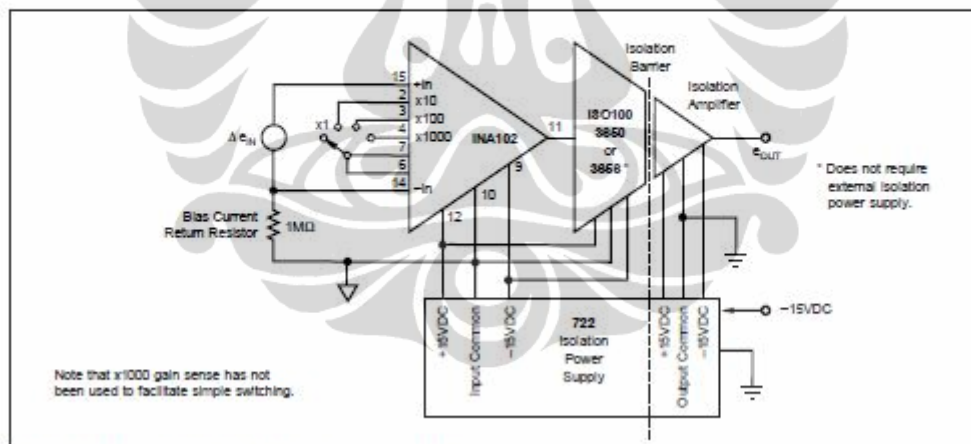 Isolation
Barrier
Isolation
Amplifier
15
+In
2
x10
3
x100
4
x1000
7
6
14
–In
x1
ΔeIN
INA102
11
9
10
12
ISO100
3650
or
3656 *
eOUT
* Does not require
external isolation
power supply.
Bias Current
Return Resistor
1MΩ
+15VDC
Input Common
–15VDC
722
Isolation
Power
Supply
+15VDC
Output Common
–15VDC
–15VDC
Note that x1000 gain sense has not
been used to facilitate simple switching.